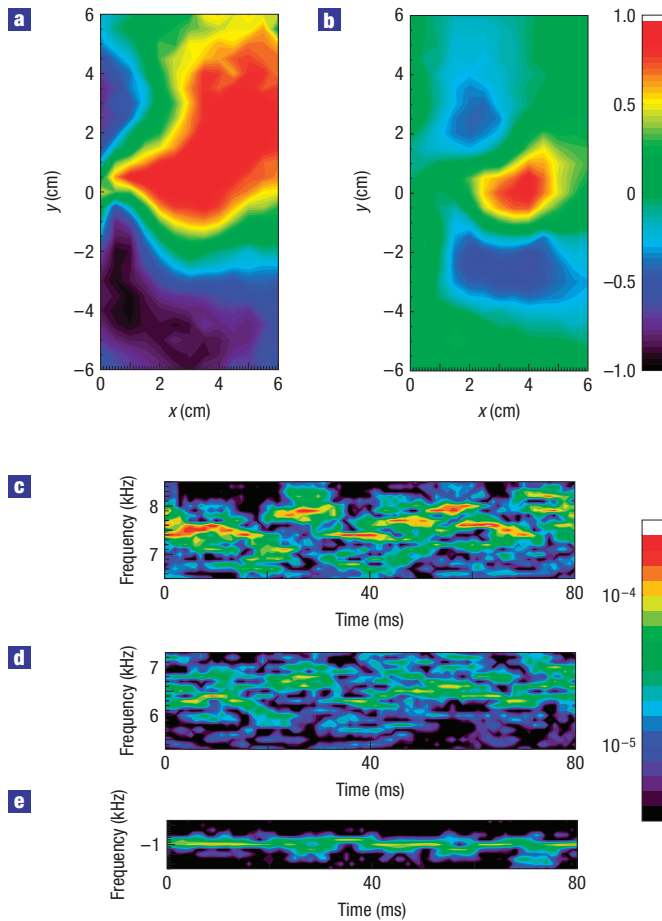 a
6
4
2
0
−2
−4
−6
y (cm)
0 2 4 6
x (cm)
b
6
4
2
0
−2
−4
−6
y (cm)
0 2 4 6
x (cm)
1.0
0.5
0
−0.5
−1.0
c
Frequency (kHz)
8
7
0 40 80
Time (ms)
d
Frequency (kHz)
7
6
0 40 80
Time (ms)
e
Frequency (kHz)
−1
0 40 80
Time (ms)
10⁻⁴
10⁻⁵